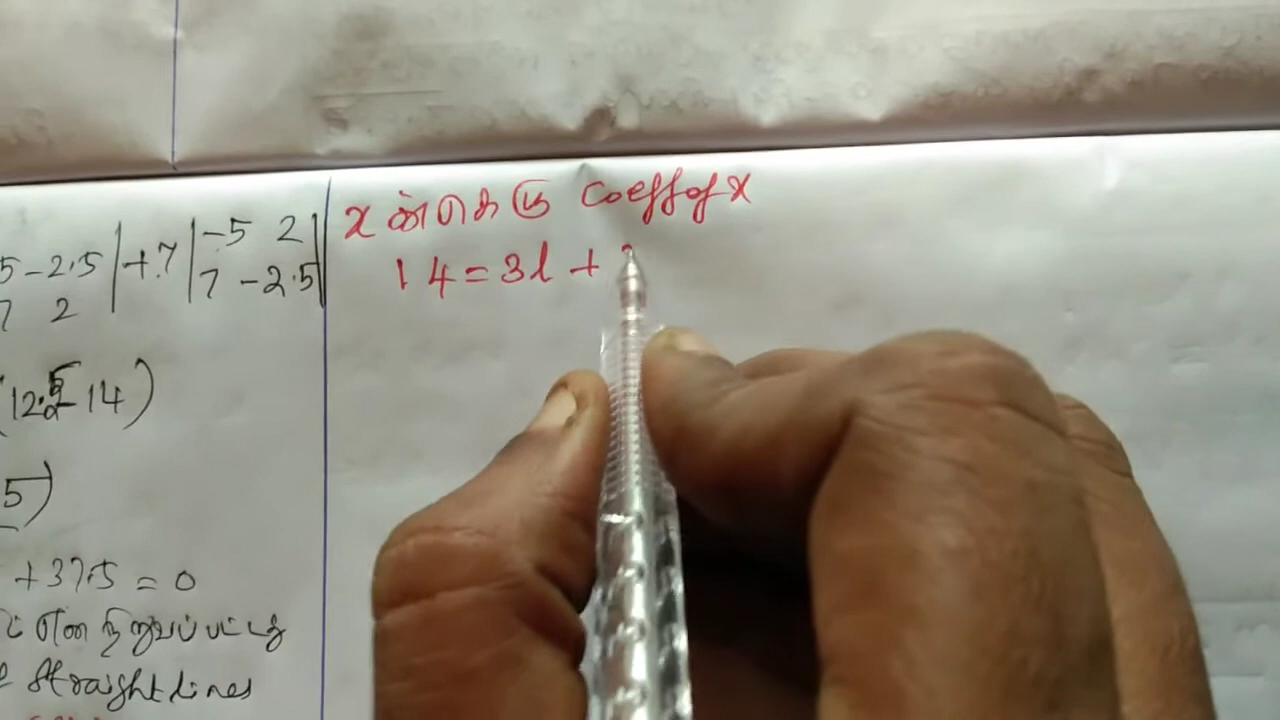 5 -2.5 | +7 | -5 2 |
7 2 | 7 -2.5 |
(12.5 - 14)
5)
+37.5 = 0
என நிறுவப்பட்டது
straight lines
x ன்கெழு coeff of x
14 = 3l +